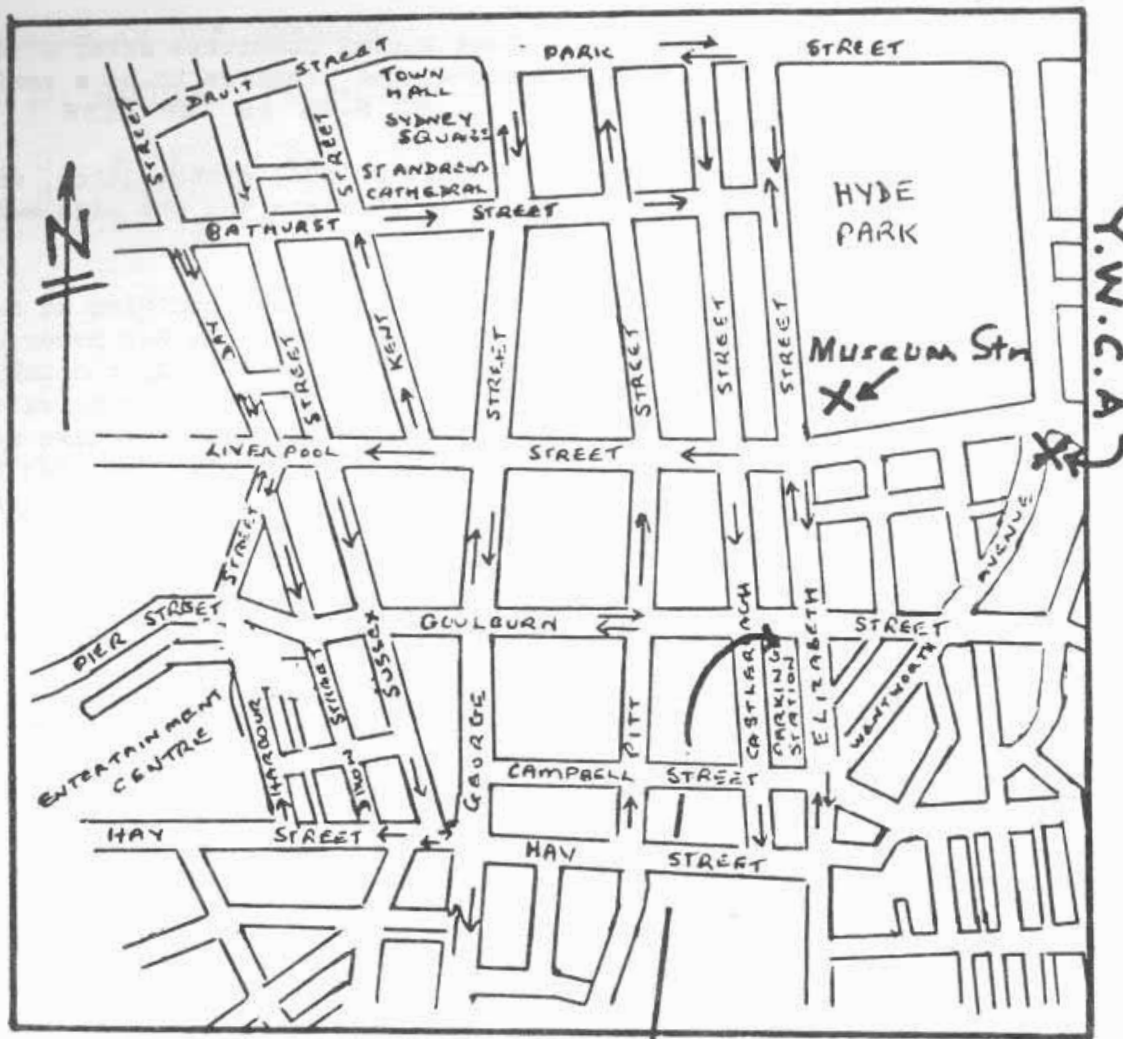 PARK STREET
DRUIT STREET
TOWN
HALL
SYDNEY
SQUARE
ST ANDREWS
CATHEDRAL
STREET
STREET
N
BATHURST STREET
HYDE
PARK
Y.W.C.A
Museum Stn
DAY
STREET
KENT
STREET
STREET
STREET
STREET
LIVERPOOL STREET
AVENUE
STREET
PIER STREET
GOULBURN STREET
SUSSEX
CASTLEREAGH
PARKING
STATION
ELIZABETH
WENTWORTH
ENTERTAINMENT
CENTRE
HARBOUR
STREET
DIXON
GEORGE
PITT
CAMPBELL STREET
HAY STREET
HAY STREET